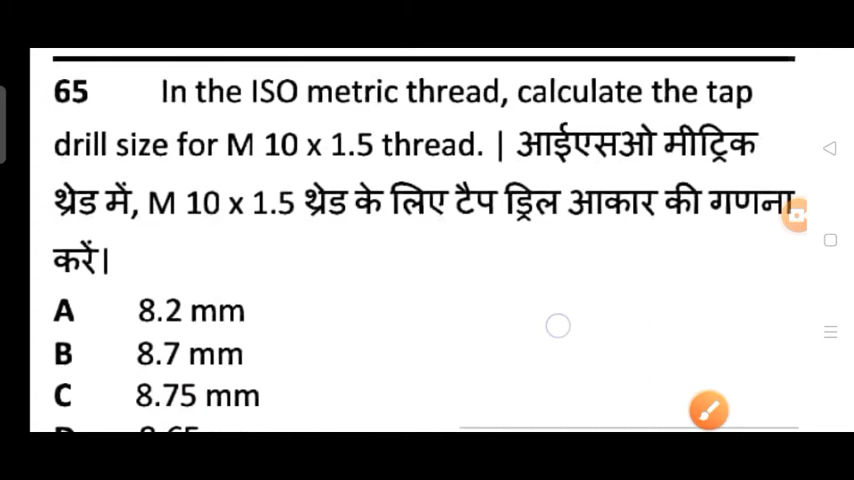 65 In the ISO metric thread, calculate the tap
drill size for M 10 x 1.5 thread. | आईएसओ मीट्रिक
थ्रेड में, M 10 x 1.5 थ्रेड के लिए टैप ड्रिल आकार की गणना
करें।
A 8.2 mm
B 8.7 mm
C 8.75 mm